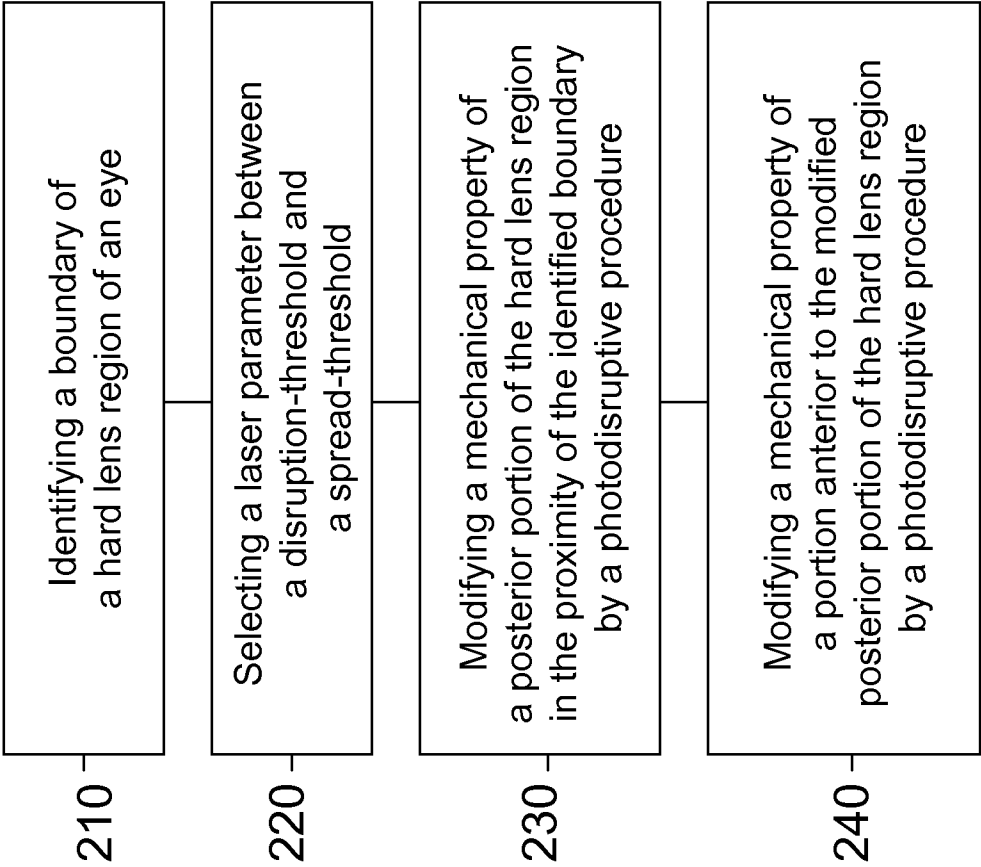 210
Identifying a boundary of
a hard lens region of an eye
220
Selecting a laser parameter between
a disruption-threshold and
a spread-threshold
230
Modifying a mechanical property of
a posterior portion of the hard lens region
in the proximity of the identified boundary
by a photodisruptive procedure
240
Modifying a mechanical property of
a portion anterior to the modified
posterior portion of the hard lens region
by a photodisruptive procedure